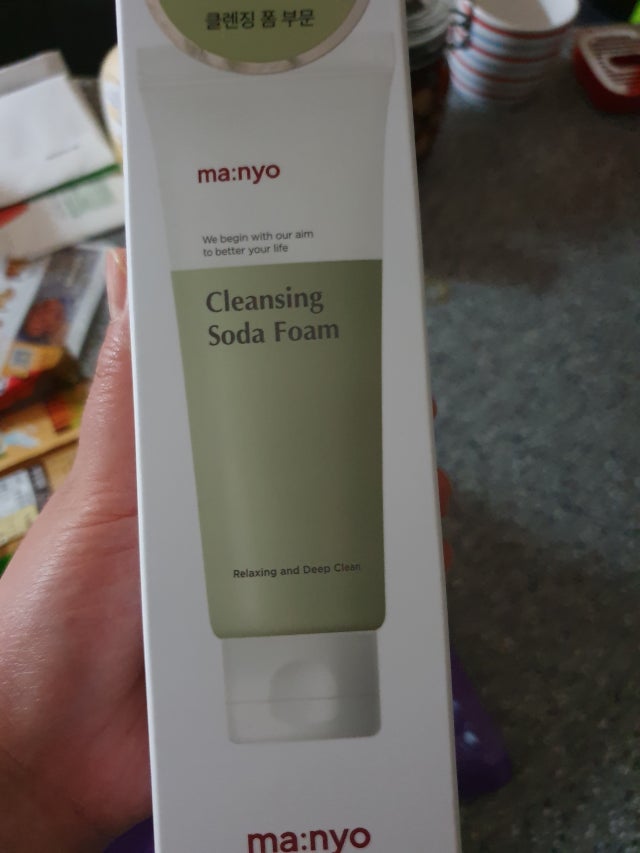 클렌징 폼 부문
ma:nyo
We begin with our aim
to better your life
Cleansing
Soda Foam
Relaxing and Deep Clean
ma:nyo